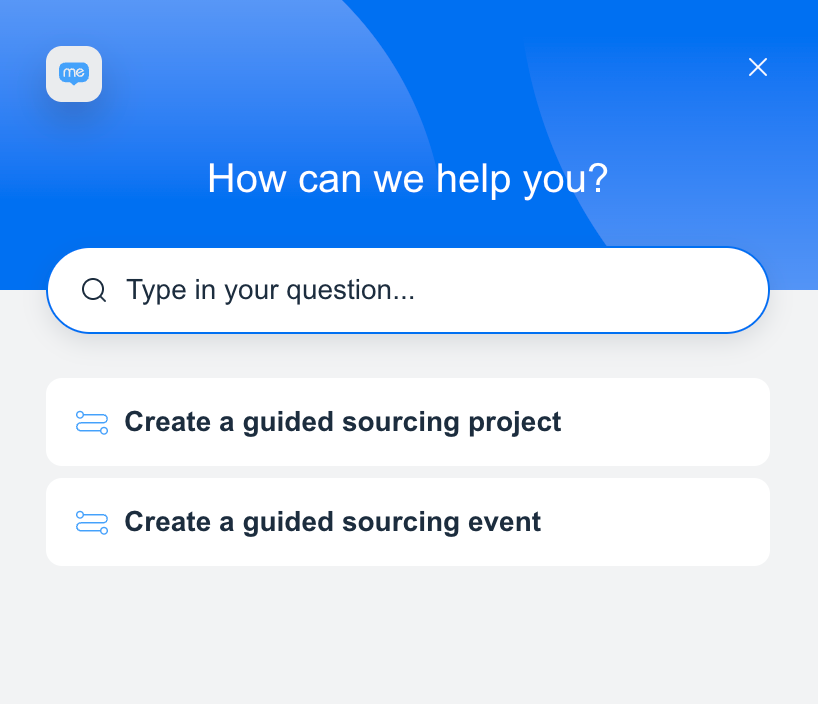 me
How can we help you?
Type in your question...
Create a guided sourcing project
Create a guided sourcing event